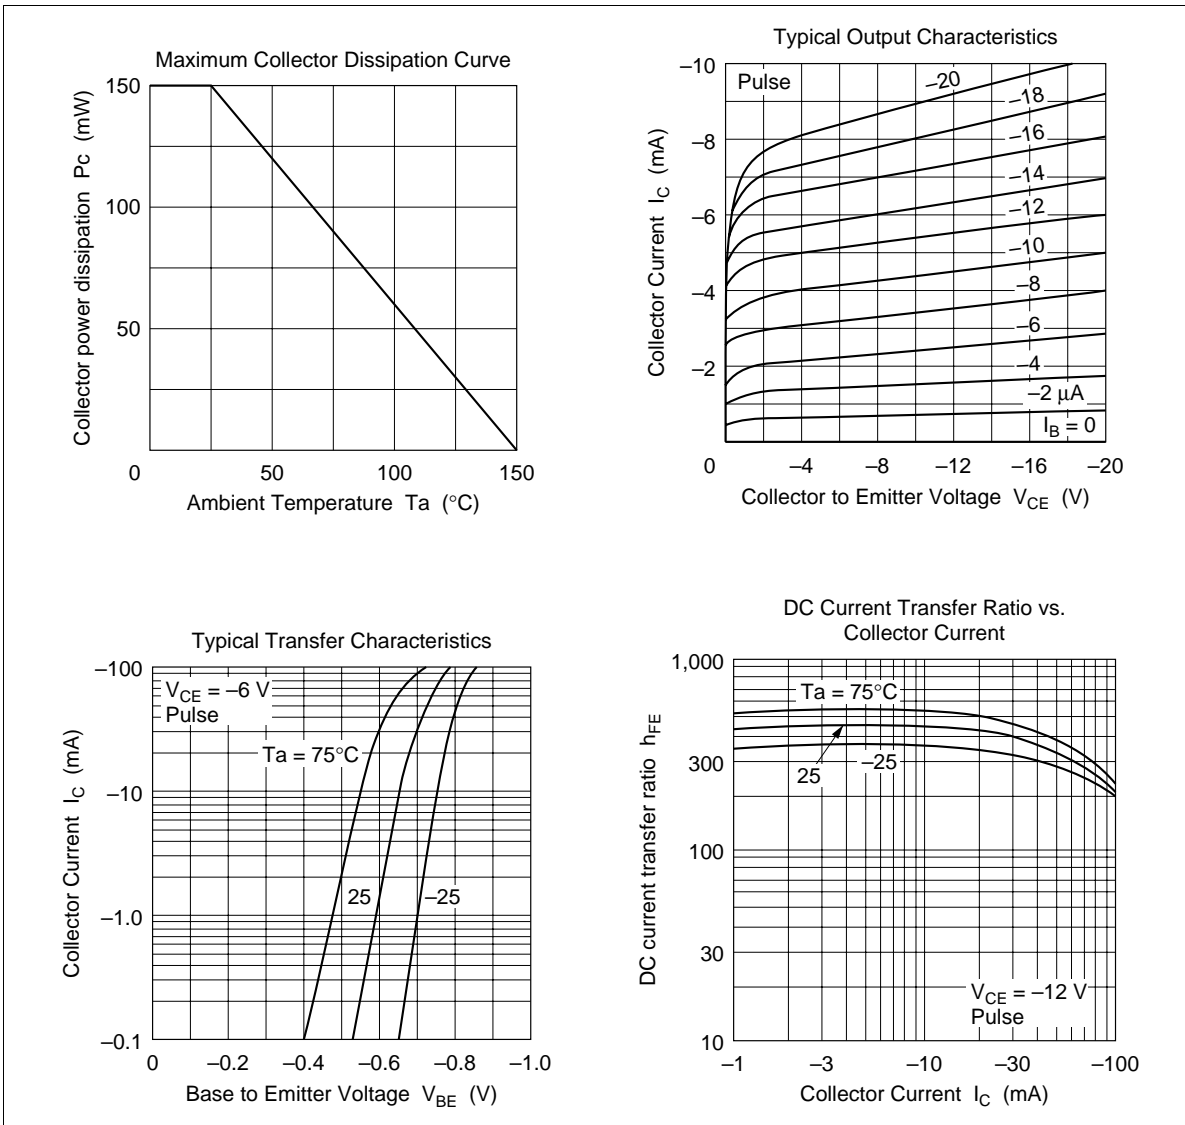 Maximum Collector Dissipation Curve
Collector power dissipation Pc (mW)
150
100
50
0
50
100
150
Ambient Temperature Ta (°C)
Typical Output Characteristics
Collector Current I_C (mA)
–10
–8
–6
–4
–2
Pulse
–20
–18
–16
–14
–12
–10
–8
–6
–4
–2 µA
I_B = 0
0
–4
–8
–12
–16
–20
Collector to Emitter Voltage V_CE (V)
Typical Transfer Characteristics
Collector Current I_C (mA)
–100
–10
–1.0
–0.1
V_CE = –6 V
Pulse
Ta = 75°C
25
–25
0
–0.2
–0.4
–0.6
–0.8
–1.0
Base to Emitter Voltage V_BE (V)
DC Current Transfer Ratio vs.
Collector Current
DC current transfer ratio h_FE
1,000
300
100
30
10
Ta = 75°C
25
–25
V_CE = –12 V
Pulse
–1
–3
–10
–30
–100
Collector Current I_C (mA)